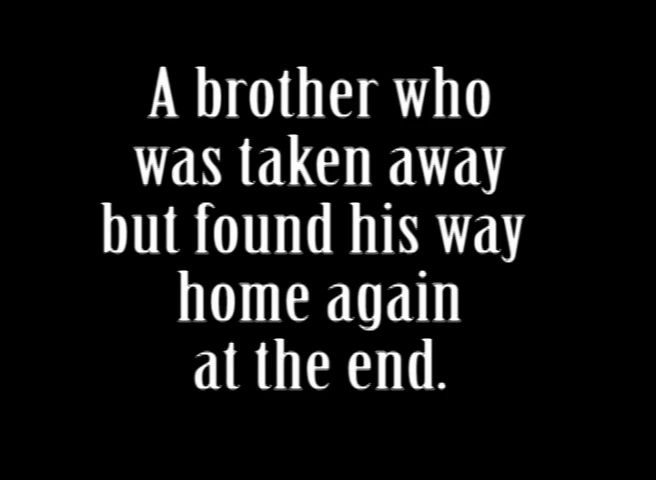 A brother who
was taken away
but found his way
home again
at the end.